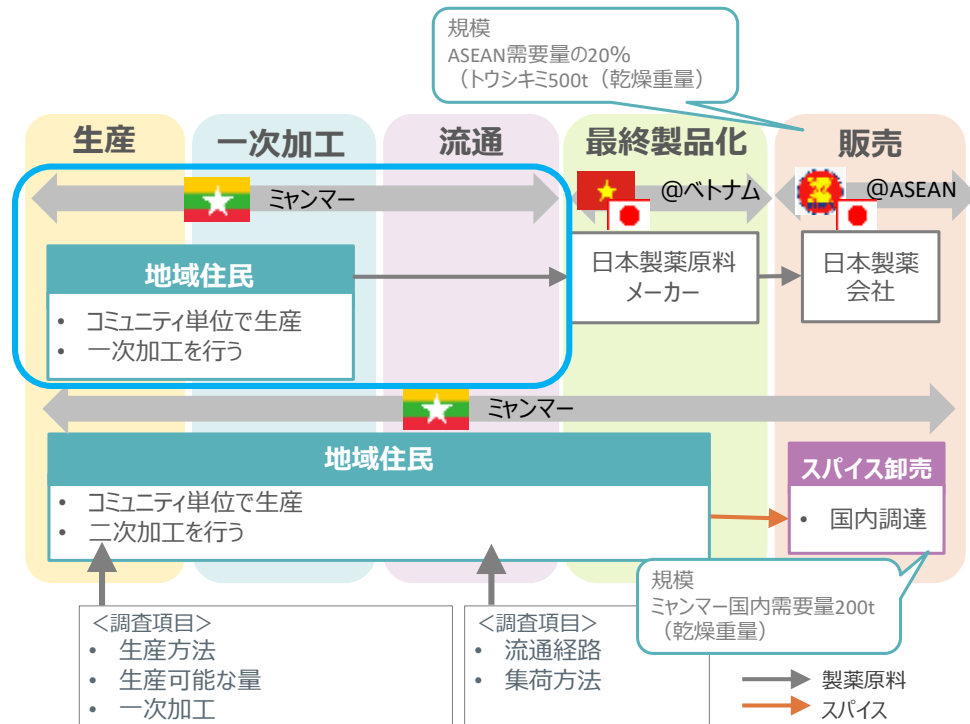 規模
ASEAN需要量の20%
（トウシキミ500t（乾燥重量）
生産
一次加工
流通
最終製品化
販売
ミャンマー
@ベトナム
@ASEAN
地域住民
• コミュニティ単位で生産
• 一次加工を行う
日本製薬原料
メーカー
日本製薬
会社
ミャンマー
地域住民
• コミュニティ単位で生産
• 二次加工を行う
スパイス卸売
• 国内調達
規模
ミャンマー国内需要量200t
（乾燥重量）
＜調査項目＞
• 生産方法
• 生産可能な量
• 一次加工
＜調査項目＞
• 流通経路
• 集荷方法
製薬原料
スパイス